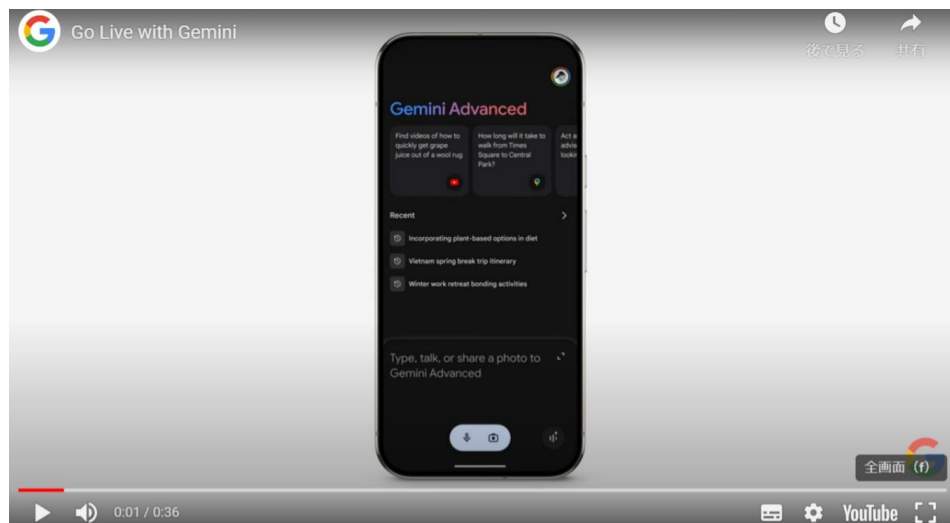 Go Live with Gemini
後で見る
共有
Gemini Advanced
Find videos of how to
quickly get grape
juice out of a wool rug
How long will it take to
walk from Times
Square to Central
Park?
Act a
advis
lookin
Recent
Incorporating plant-based options in diet
Vietnam spring break trip itinerary
Winter work retreat bonding activities
Type, talk, or share a photo to
Gemini Advanced
全画面 (f)
0:01 / 0:36
YouTube